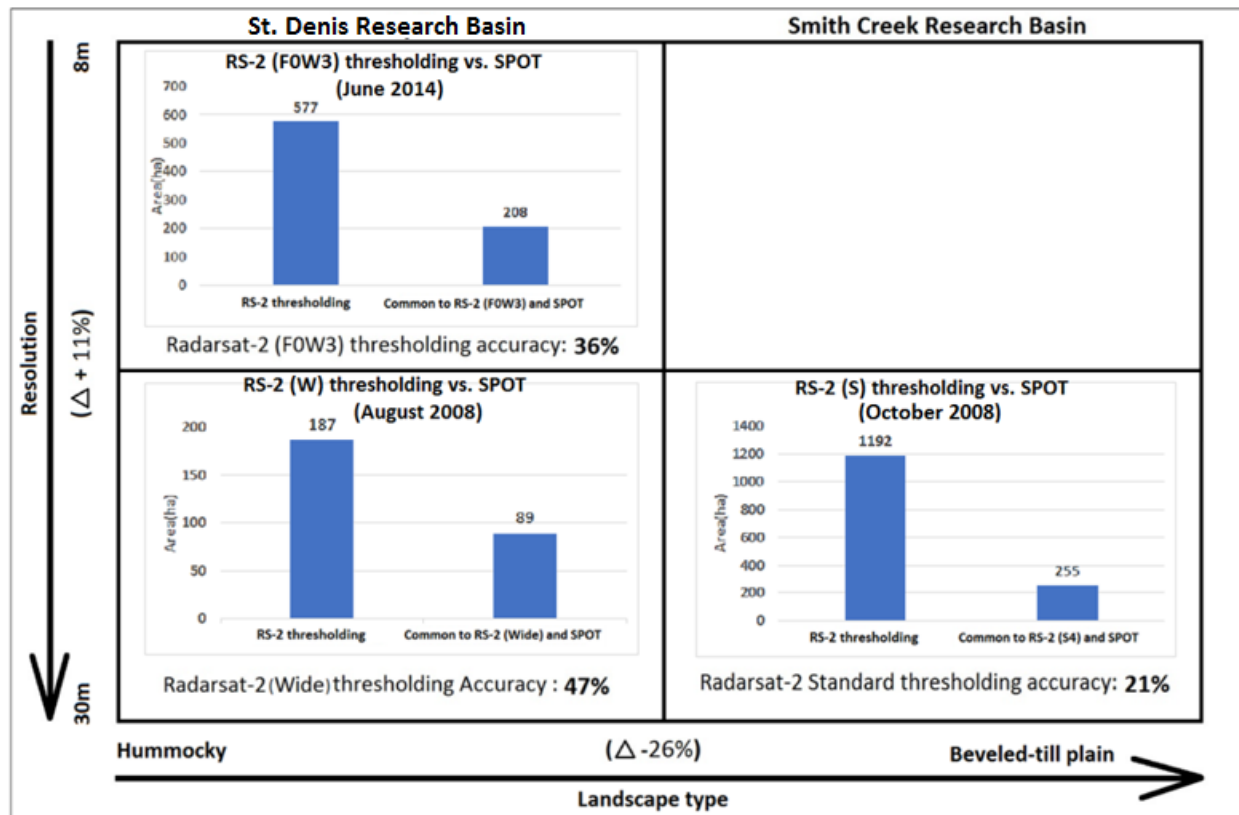 St. Denis Research Basin
Smith Creek Research Basin
8m
Resolution
(△ + 11%)
30m
RS-2 (F0W3) thresholding vs. SPOT
(June 2014)
700
600
500
400
300
200
100
0
Area(ha)
577
208
RS-2 thresholding
Common to RS-2 (F0W3) and SPOT
Radarsat-2 (F0W3) thresholding accuracy: 36%
RS-2 (W) thresholding vs. SPOT
(August 2008)
200
150
100
50
0
Area(ha)
187
89
RS-2 thresholding
Common to RS-2 (Wide) and SPOT
Radarsat-2(Wide) thresholding Accuracy : 47%
RS-2 (S) thresholding vs. SPOT
(October 2008)
1400
1200
1000
800
600
400
200
0
Area(ha)
1192
255
RS-2 thresholding
Common to RS-2 (S4) and SPOT
Radarsat-2 Standard thresholding accuracy: 21%
Hummocky
(△ -26%)
Beveled-till plain
Landscape type